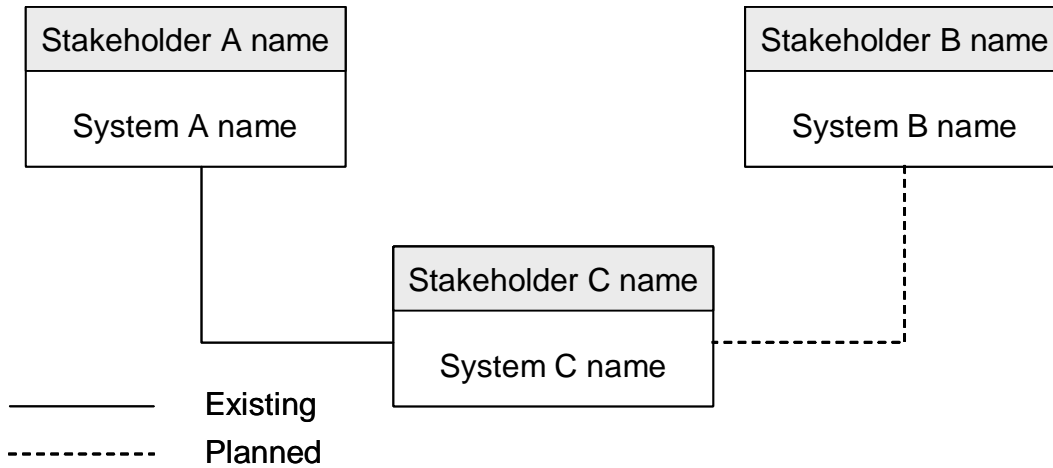 Stakeholder A name
System A name
Stakeholder B name
System B name
Stakeholder C name
System C name
Existing
Planned